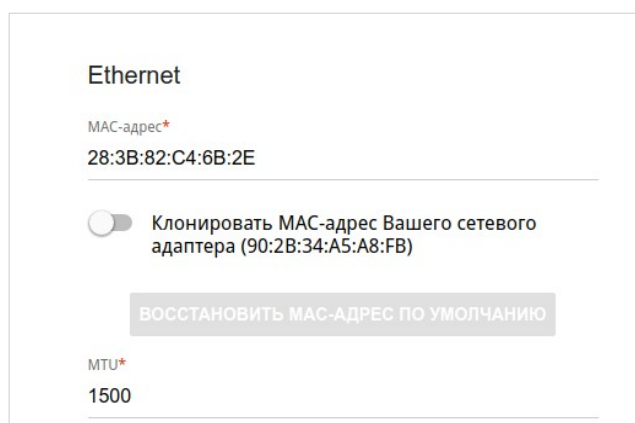 Ethernet
MAC-адрес*
28:3B:82:C4:6B:2E
Клонировать MAC-адрес Вашего сетевого
адаптера (90:2B:34:A5:A8:FB)
ВОССТАНОВИТЬ MAC-АДРЕС ПО УМОЛЧАНИЮ
MTU*
1500